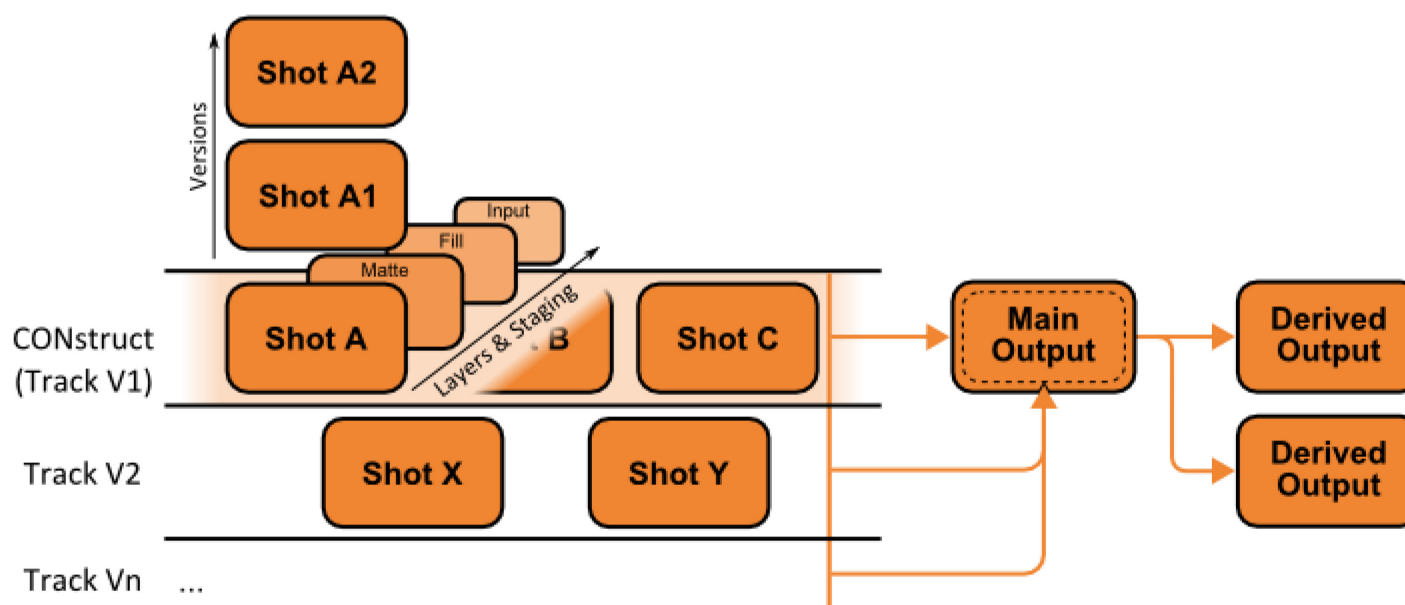 Shot A2
Versions
Shot A1
Input
Fill
Matte
CONstruct
(Track V1)
Shot A
Layers & Staging
B
Shot C
Main
Output
Derived
Output
Track V2
Shot X
Shot Y
Derived
Output
Track Vn ...